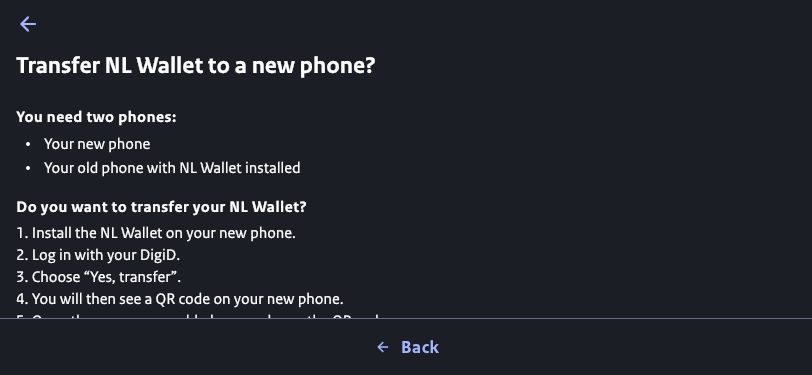 Transfer NL Wallet to a new phone?
You need two phones:
• Your new phone
• Your old phone with NL Wallet installed
Do you want to transfer your NL Wallet?
1. Install the NL Wallet on your new phone.
2. Log in with your DigiD.
3. Choose “Yes, transfer”.
4. You will then see a QR code on your new phone.
Back